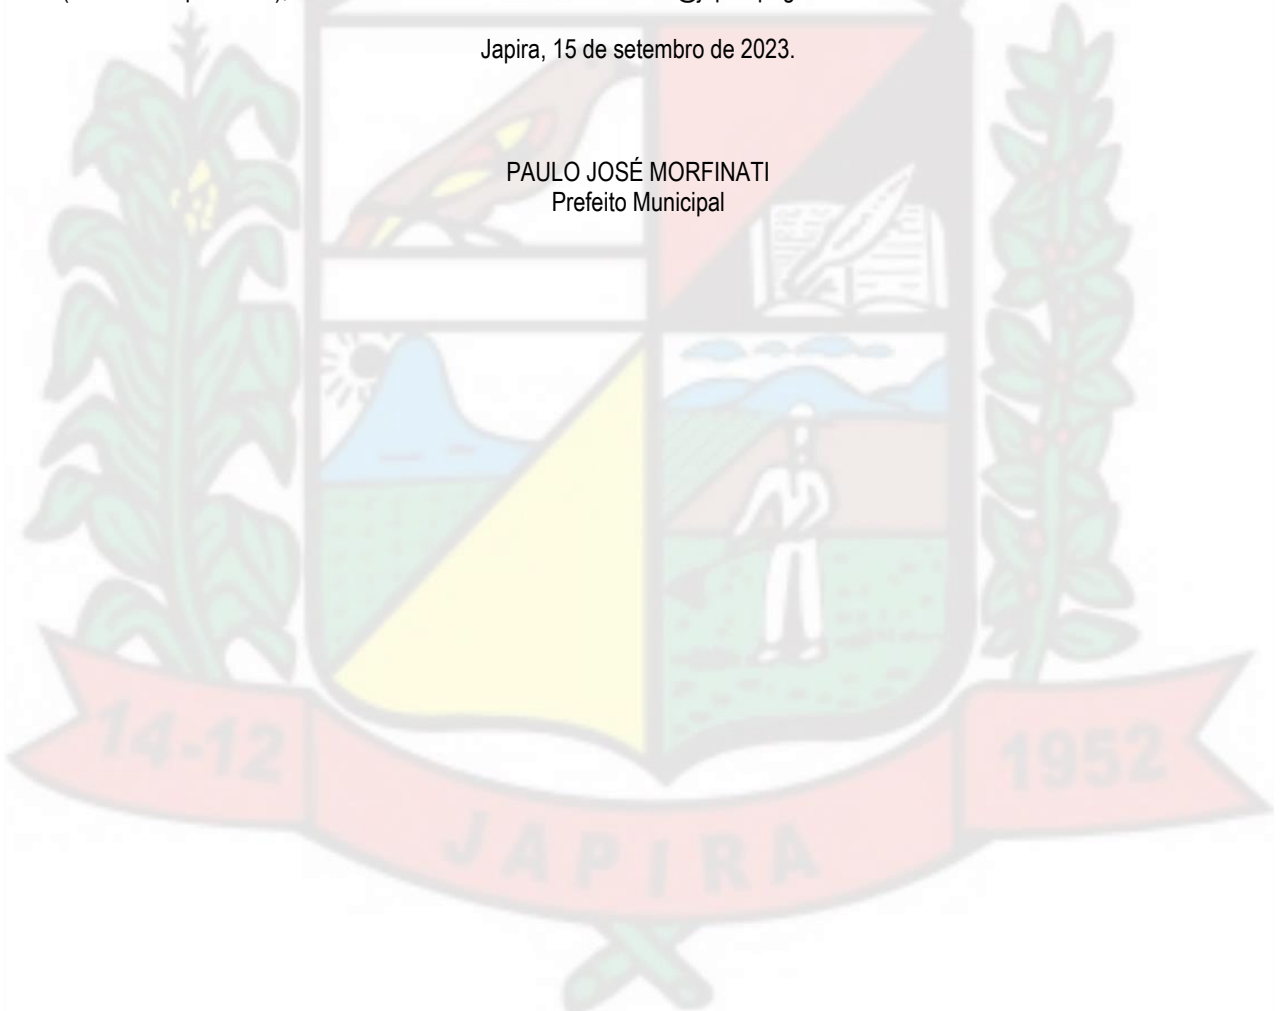 Japira, 15 de setembro de 2023.
PAULO JOSÉ MORFINATI
Prefeito Municipal
14-12
1952
JAPIRA